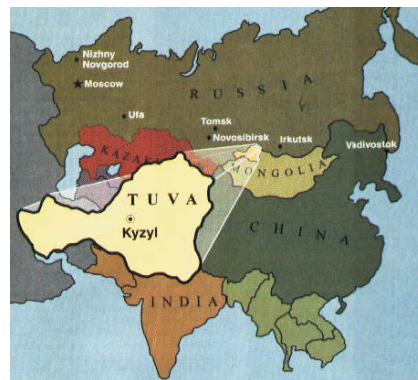 Nizhny
Novgorod
Moscow
RUSSIA
Ufa
Tomsk
Novosibirsk
Irkutsk
Vadivostok
KAZAK
MONGOLIA
TUVA
Kyzyl
CHINA
INDIA